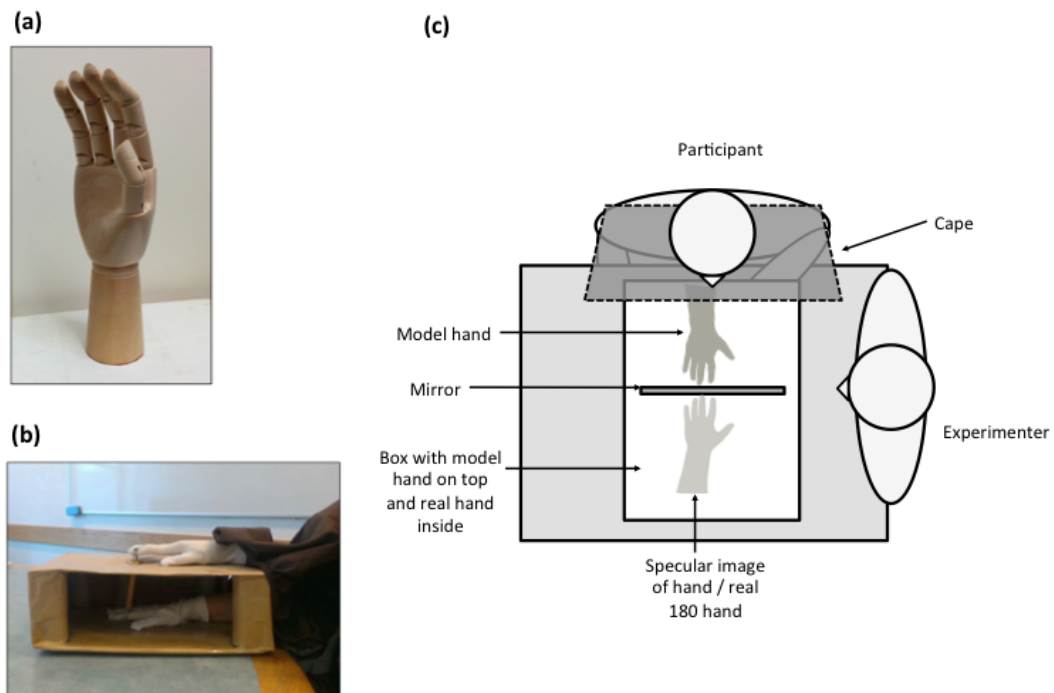 (a)
(b)
(c)
Participant
Cape
Model hand
Mirror
Experimenter
Box with model
hand on top
and real hand
inside
Specular image
of hand / real
180 hand